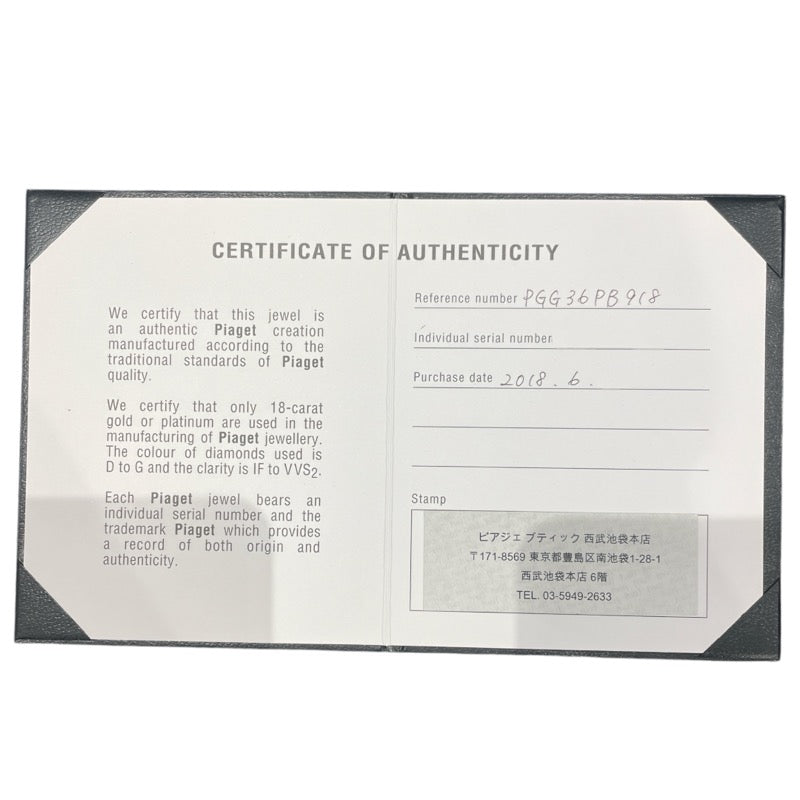 CERTIFICATE OF AUTHENTICITY
We certify that this jewel is
an authentic Piaget creation
manufactured according to the
traditional standards of Piaget
quality.
We certify that only 18-carat
gold or platinum are used in the
manufacturing of Piaget jewellery.
The colour of diamonds used is
D to G and the clarity is IF to VVS2.
Each Piaget jewel bears an
individual serial number and the
trademark Piaget which provides
a record of both origin and
authenticity.
Reference number PGG36PB918
Individual serial number
Purchase date 2018.6.
Stamp
ピアジェ ブティック 西武池袋本店
〒171-8569 東京都豊島区南池袋1-28-1
西武池袋本店 6階
TEL. 03-5949-2633